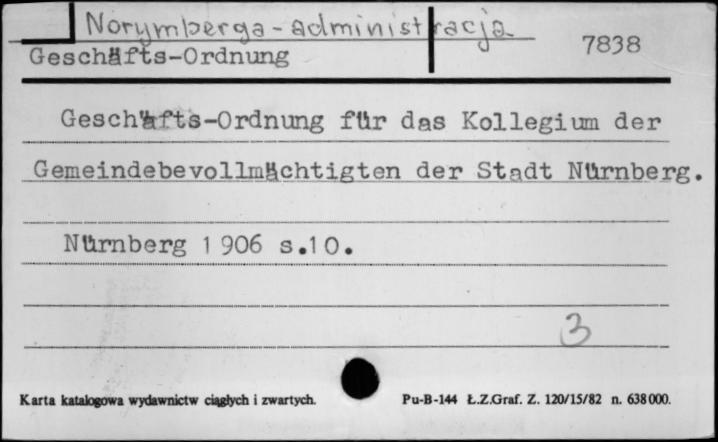 Norymberga - administracja
Geschäfts-Ordnung
7838
Geschäfts-Ordnung für das Kollegium der
Gemeindebevollmächtigten der Stadt Nürnberg.
Nürnberg 1906 s.10.
3
Karta katalogowa wydawnictw ciągłych i zwartych.
Pu-B-144 Ł.Z.Graf. Z. 120/15/82 n. 638000.